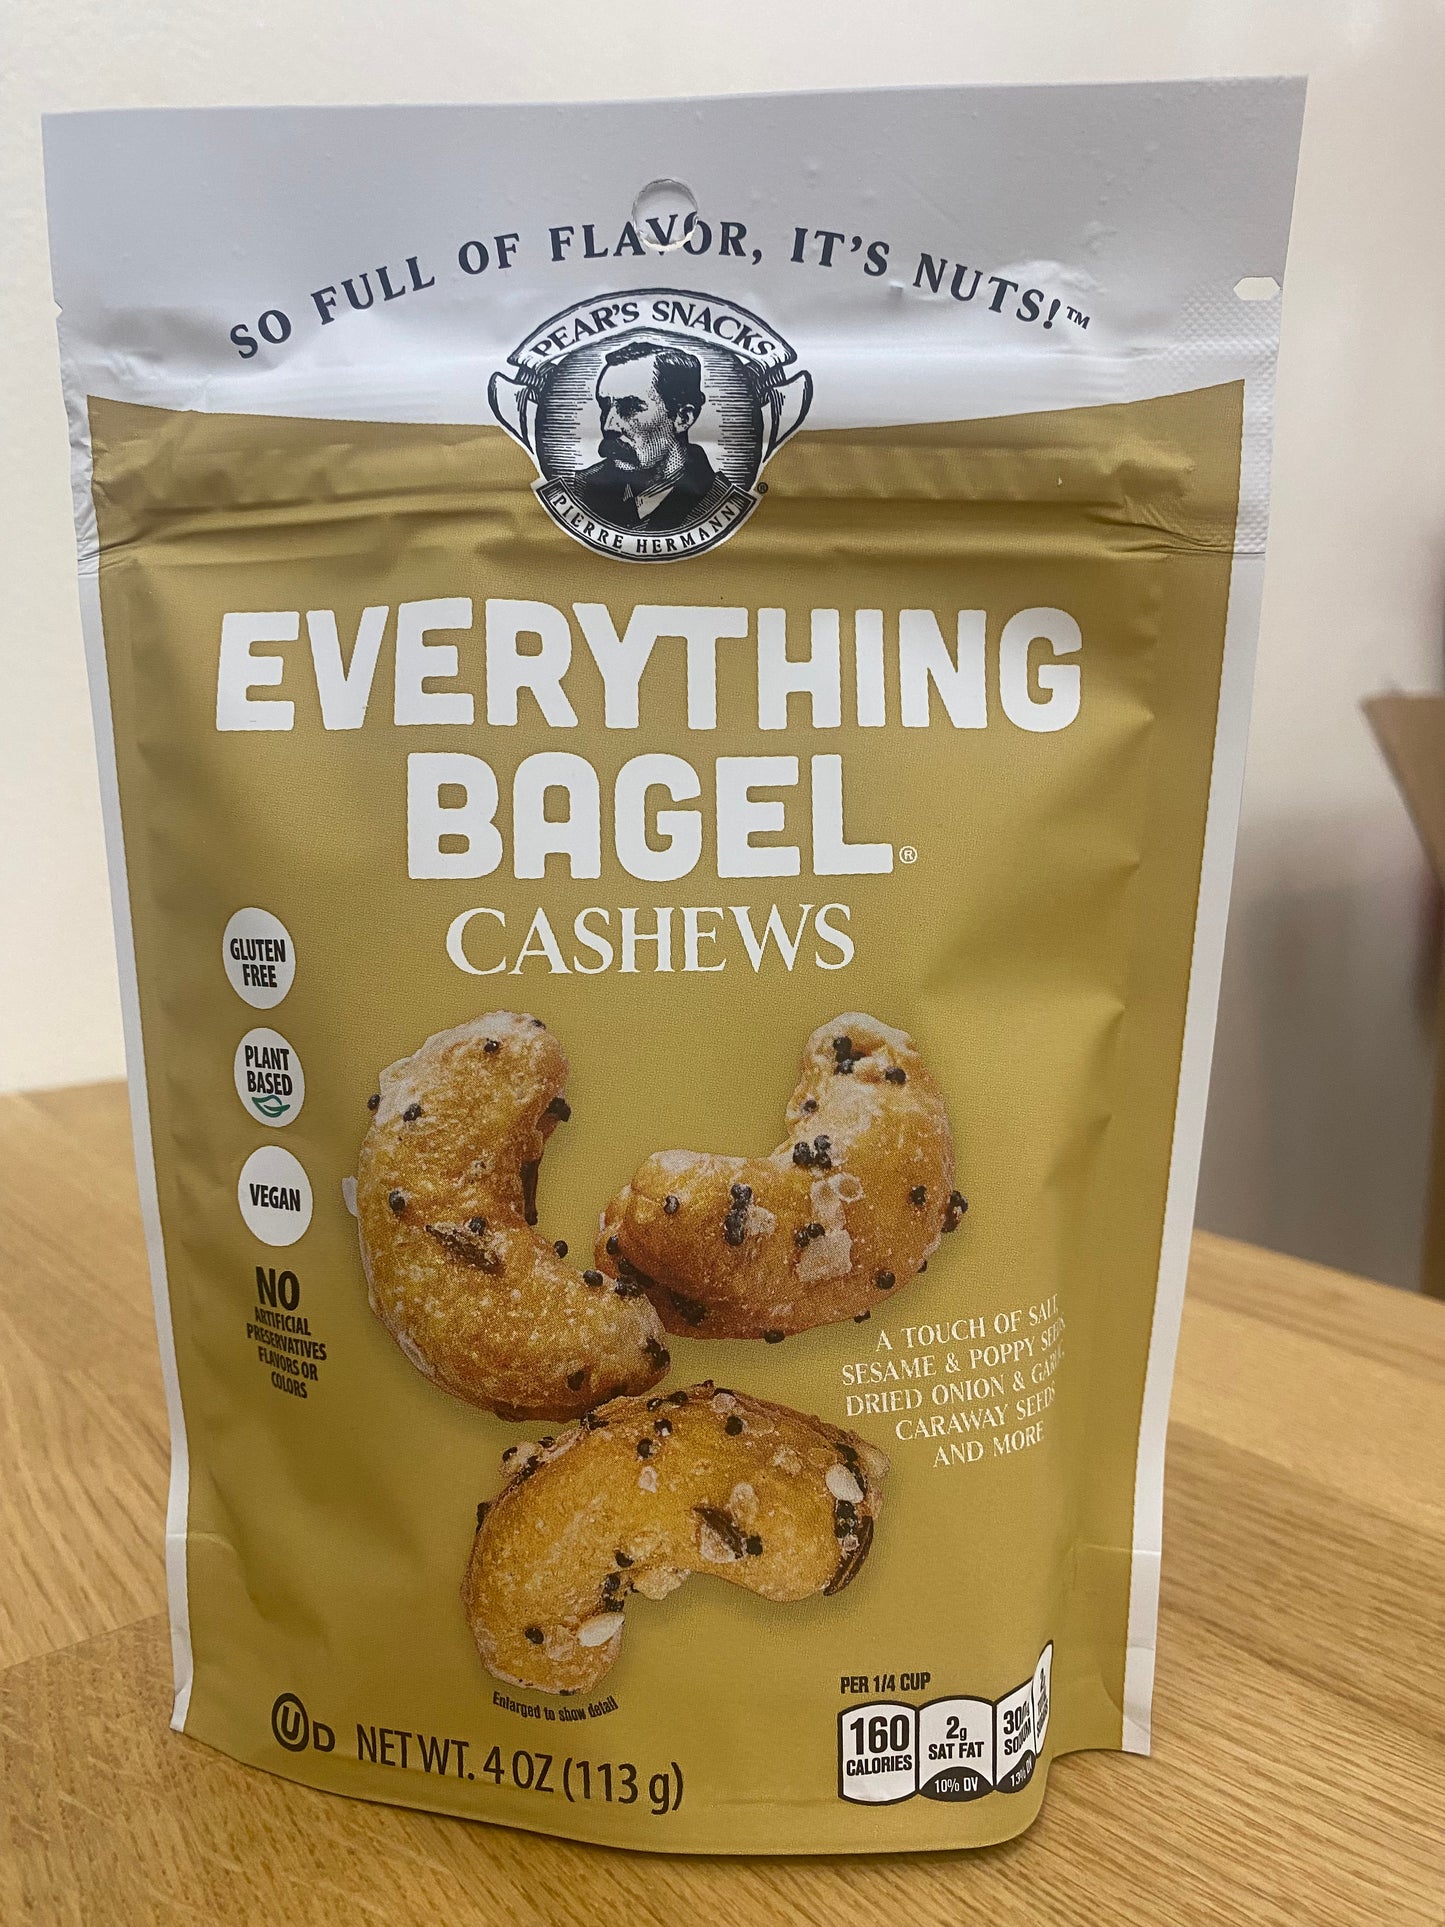 SO FULL OF FLAVOR, IT'S NUTS!™
PEAR'S SNACKS
PIERRE HERMANN
®
EVERYTHING
BAGEL®
CASHEWS
GLUTEN
FREE
PLANT
BASED
VEGAN
NO
ARTIFICIAL
PRESERVATIVES
FLAVORS OR
COLORS
A TOUCH OF SALT,
SESAME & POPPY
DRIED ONION &
CARAWAY SEEDS
AND MORE
Enlarged to show detail
UD NET WT. 4 OZ (113 g)
PER 1/4 CUP
160
CALORIES
2g
SAT FAT
10% DV
SODIUM
13% DV